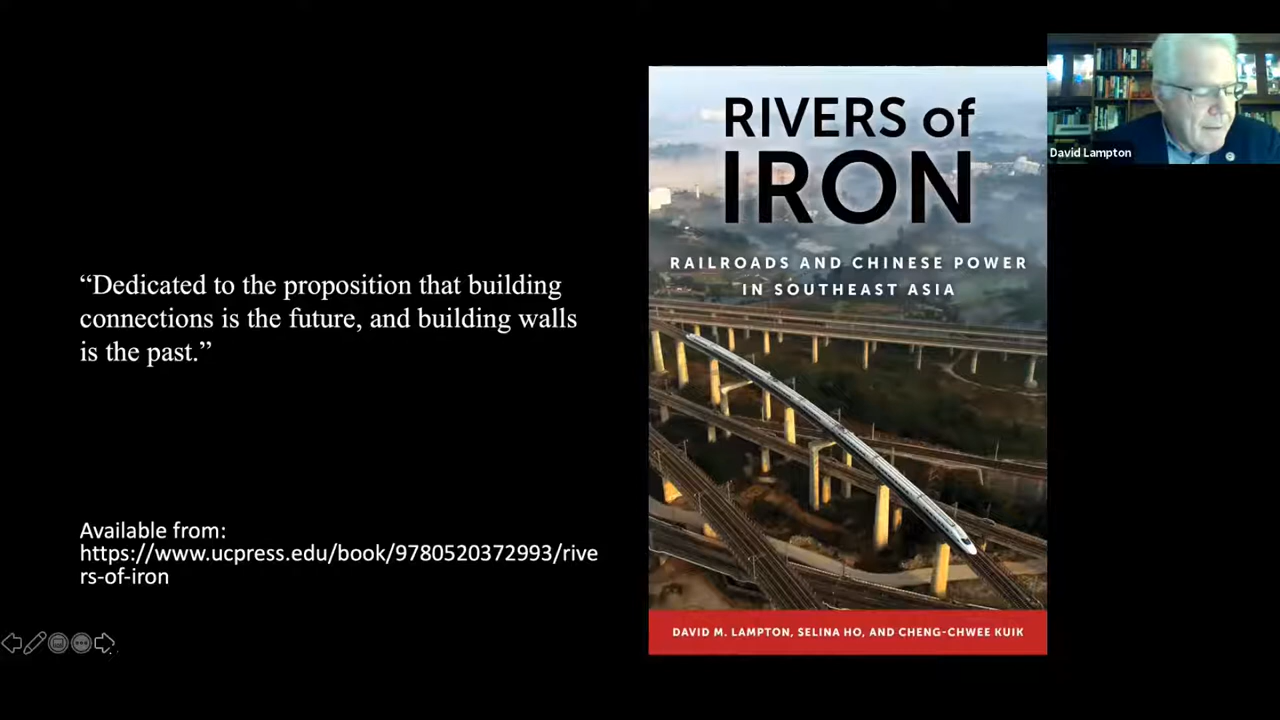 “Dedicated to the proposition that building
connections is the future, and building walls
is the past.”
Available from:
https://www.ucpress.edu/book/9780520372993/rive
rs-of-iron
RIVERS of
IRON
RAILROADS AND CHINESE POWER
IN SOUTHEAST ASIA
DAVID M. LAMPTON, SELINA HO, AND CHENG-CHWEE KUIK
David Lampton